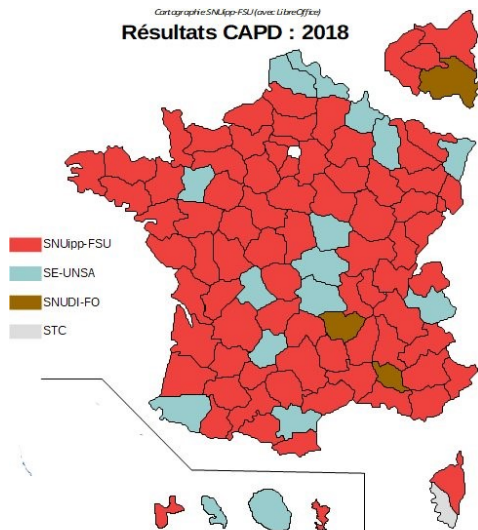 Cartographie SNUipp-FSU (avec LibreOffice)
Résultats CAPD : 2018
SNUipp-FSU
SE-UNSA
SNUDI-FO
STC